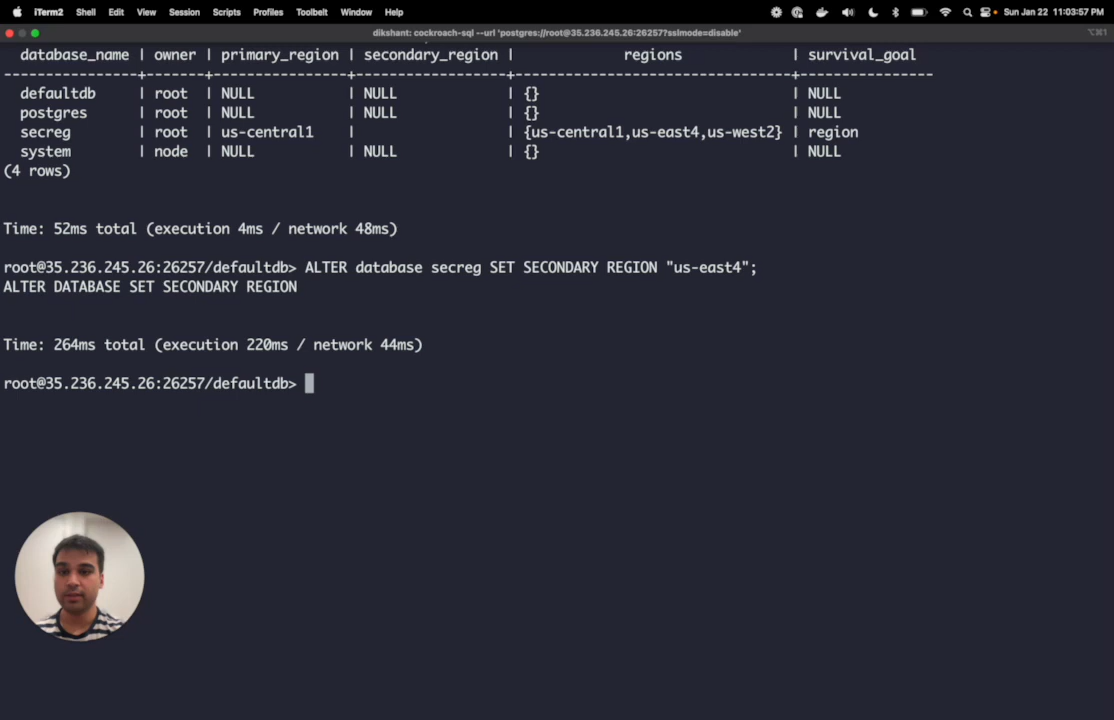 iTerm2 Shell Edit View Session Scripts Profiles Toolbelt Window Help Sun Jan 22 11:03:57 PM
dikshant: cockroach-sql --url 'postgres://root@35.236.245.26:26257?sslmode=disable' ⌥⌘1
database_name | owner | primary_region | secondary_region | regions | survival_goal
----------------+-------+----------------+------------------+---------------------------------+----------------
defaultdb | root | NULL | NULL | {} | NULL
postgres | root | NULL | NULL | {} | NULL
secreg | root | us-central1 | | {us-central1,us-east4,us-west2} | region
system | node | NULL | NULL | {} | NULL
(4 rows)
Time: 52ms total (execution 4ms / network 48ms)
root@35.236.245.26:26257/defaultdb> ALTER database secreg SET SECONDARY REGION "us-east4";
ALTER DATABASE SET SECONDARY REGION
Time: 264ms total (execution 220ms / network 44ms)
root@35.236.245.26:26257/defaultdb>